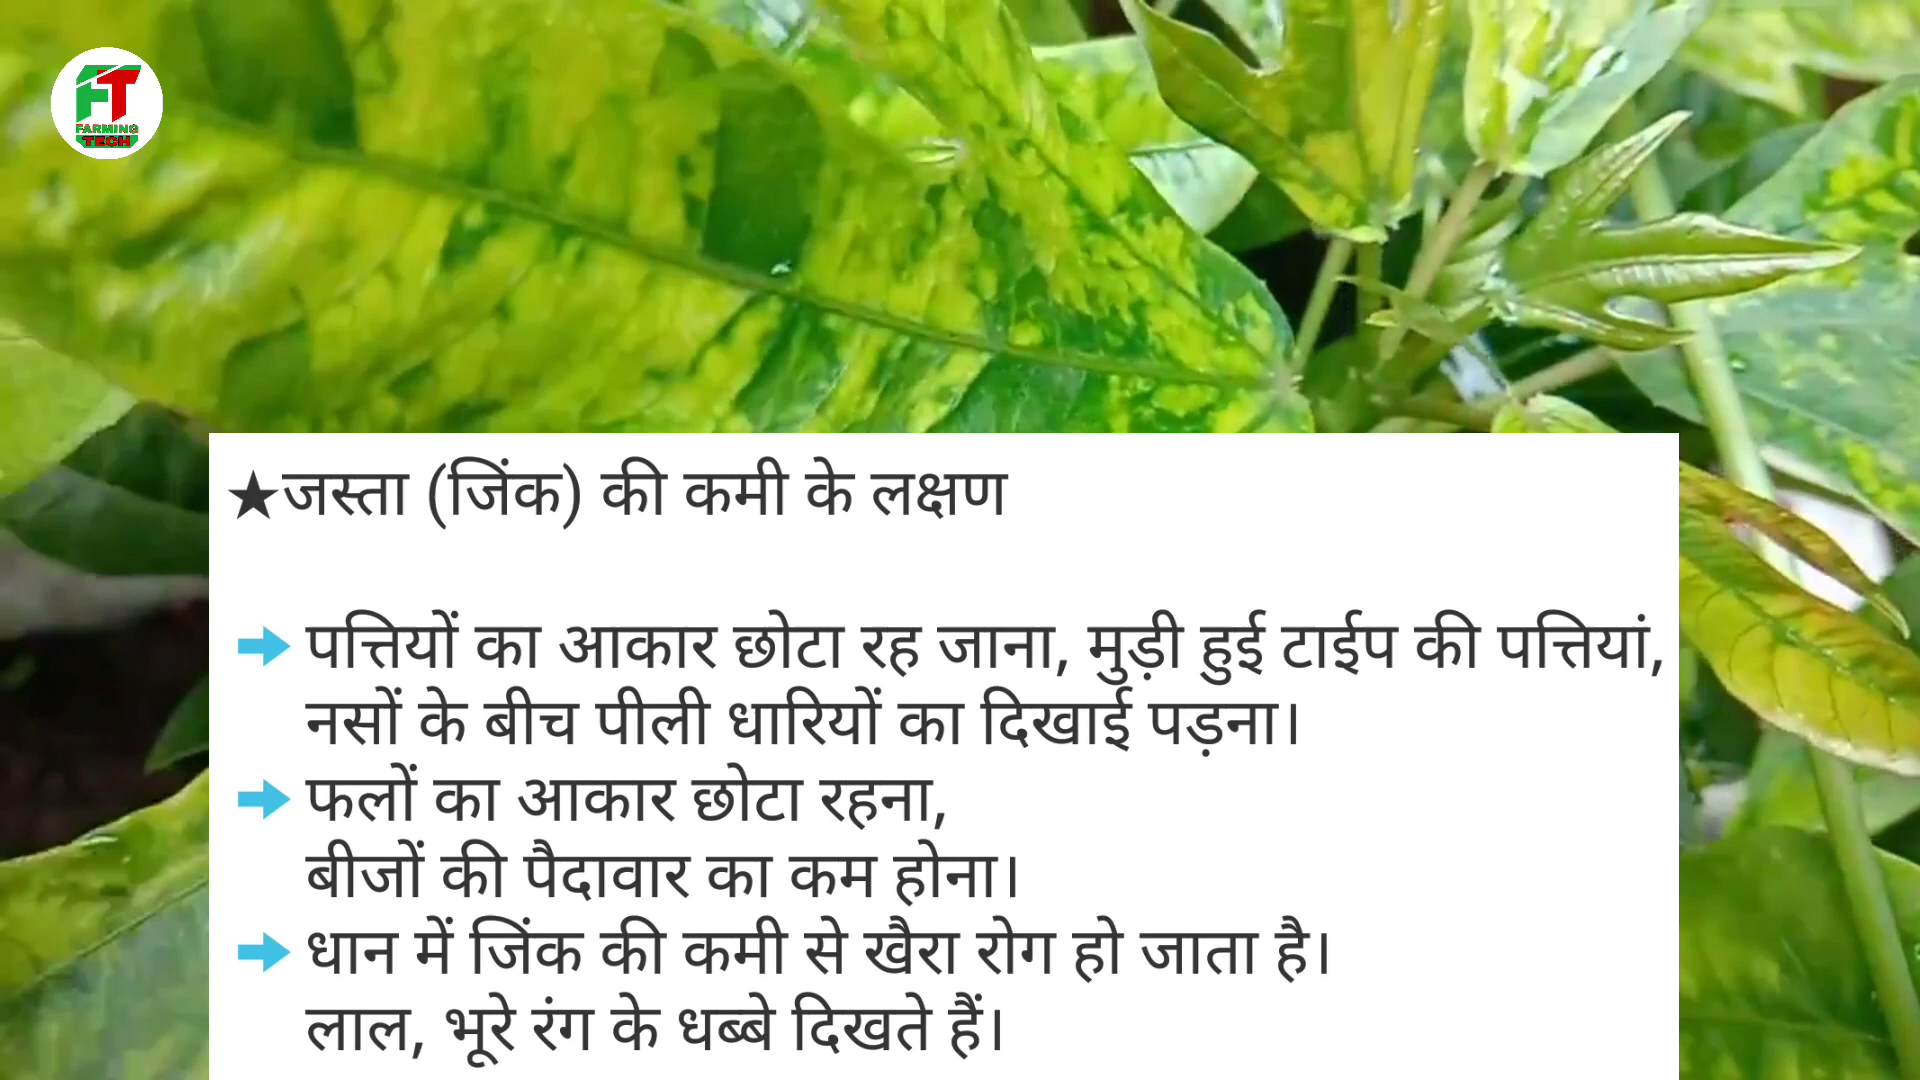 FT
FARMING
TECH
★जस्ता (जिंक) की कमी के लक्षण
➡ पत्तियों का आकार छोटा रह जाना, मुड़ी हुई टाईप की पत्तियां,
नसों के बीच पीली धारियों का दिखाई पड़ना।
➡ फलों का आकार छोटा रहना,
बीजों की पैदावार का कम होना।
➡ धान में जिंक की कमी से खैरा रोग हो जाता है।
लाल, भूरे रंग के धब्बे दिखते हैं।